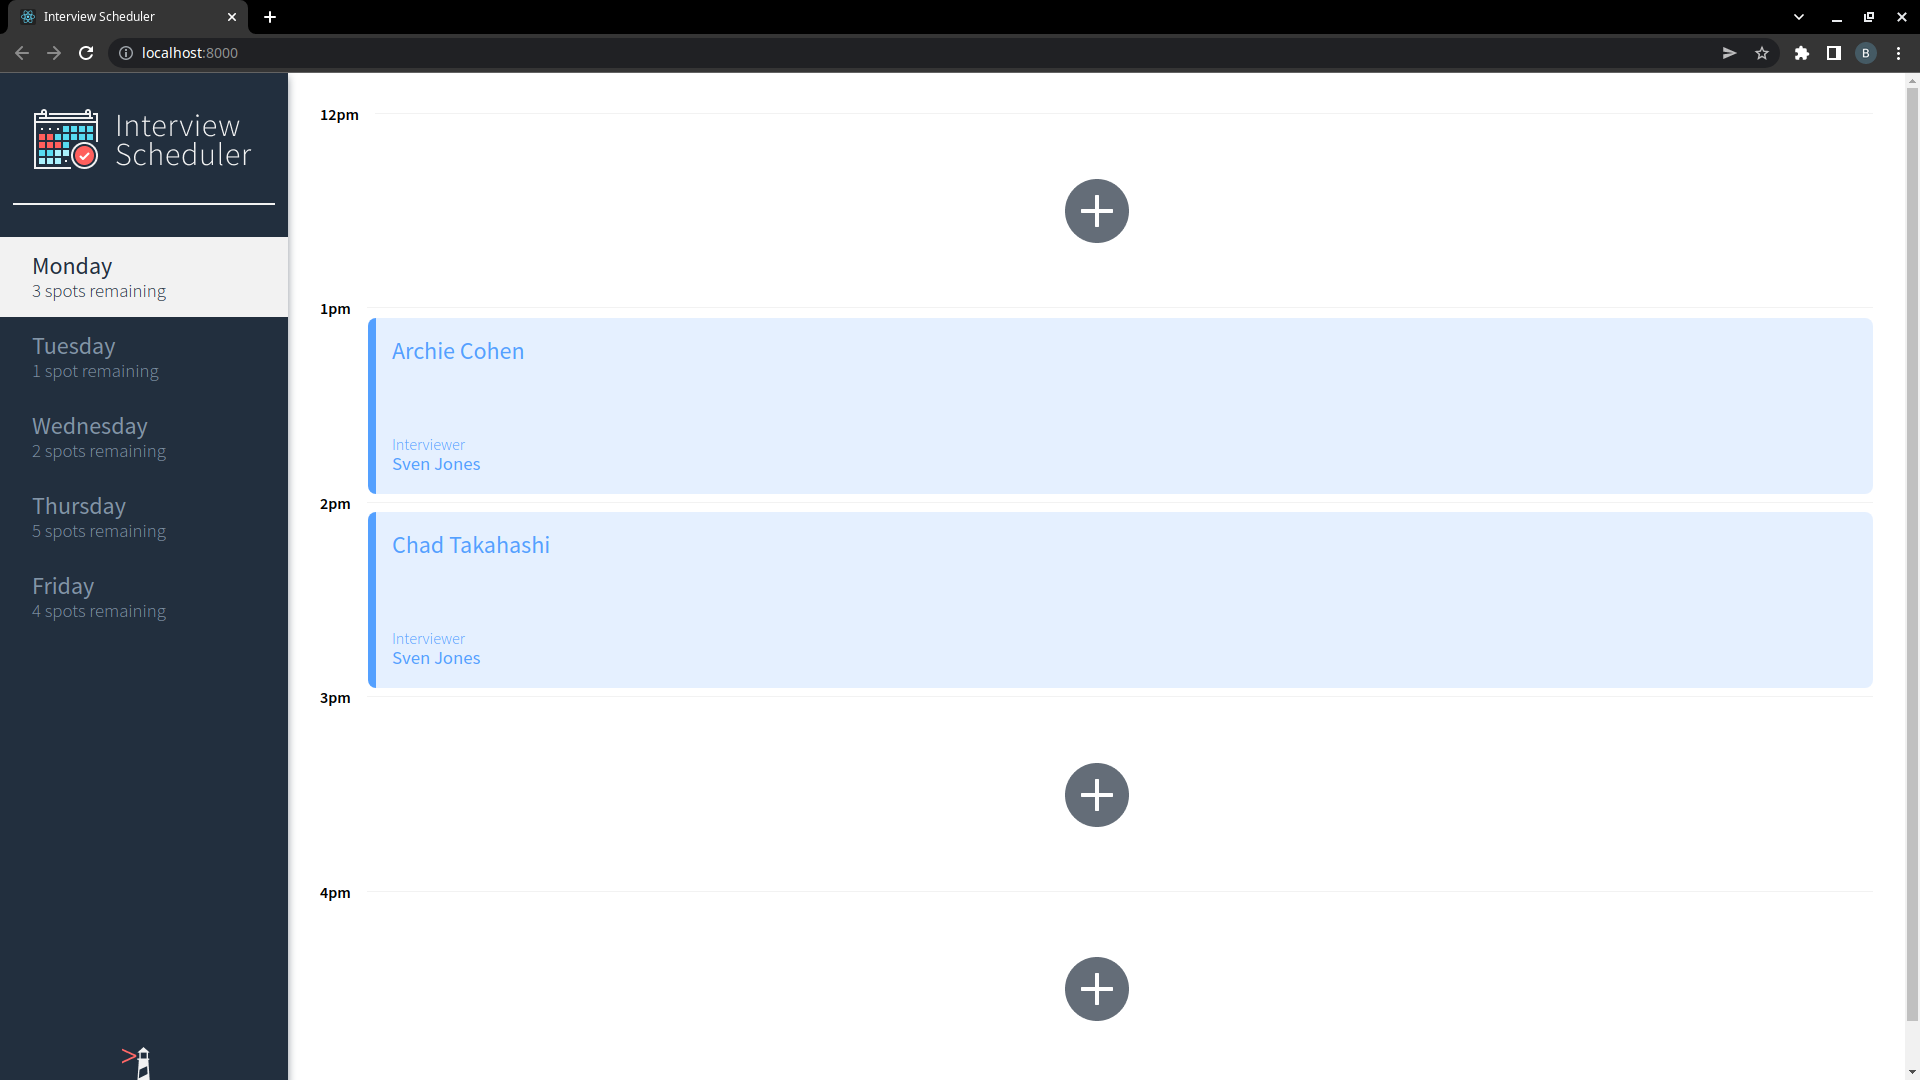 Interview Scheduler
localhost:8000
B
Interview
Scheduler
Monday
3 spots remaining
Tuesday
1 spot remaining
Wednesday
2 spots remaining
Thursday
5 spots remaining
Friday
4 spots remaining
12pm
1pm
Archie Cohen
Interviewer
Sven Jones
2pm
Chad Takahashi
Interviewer
Sven Jones
3pm
4pm